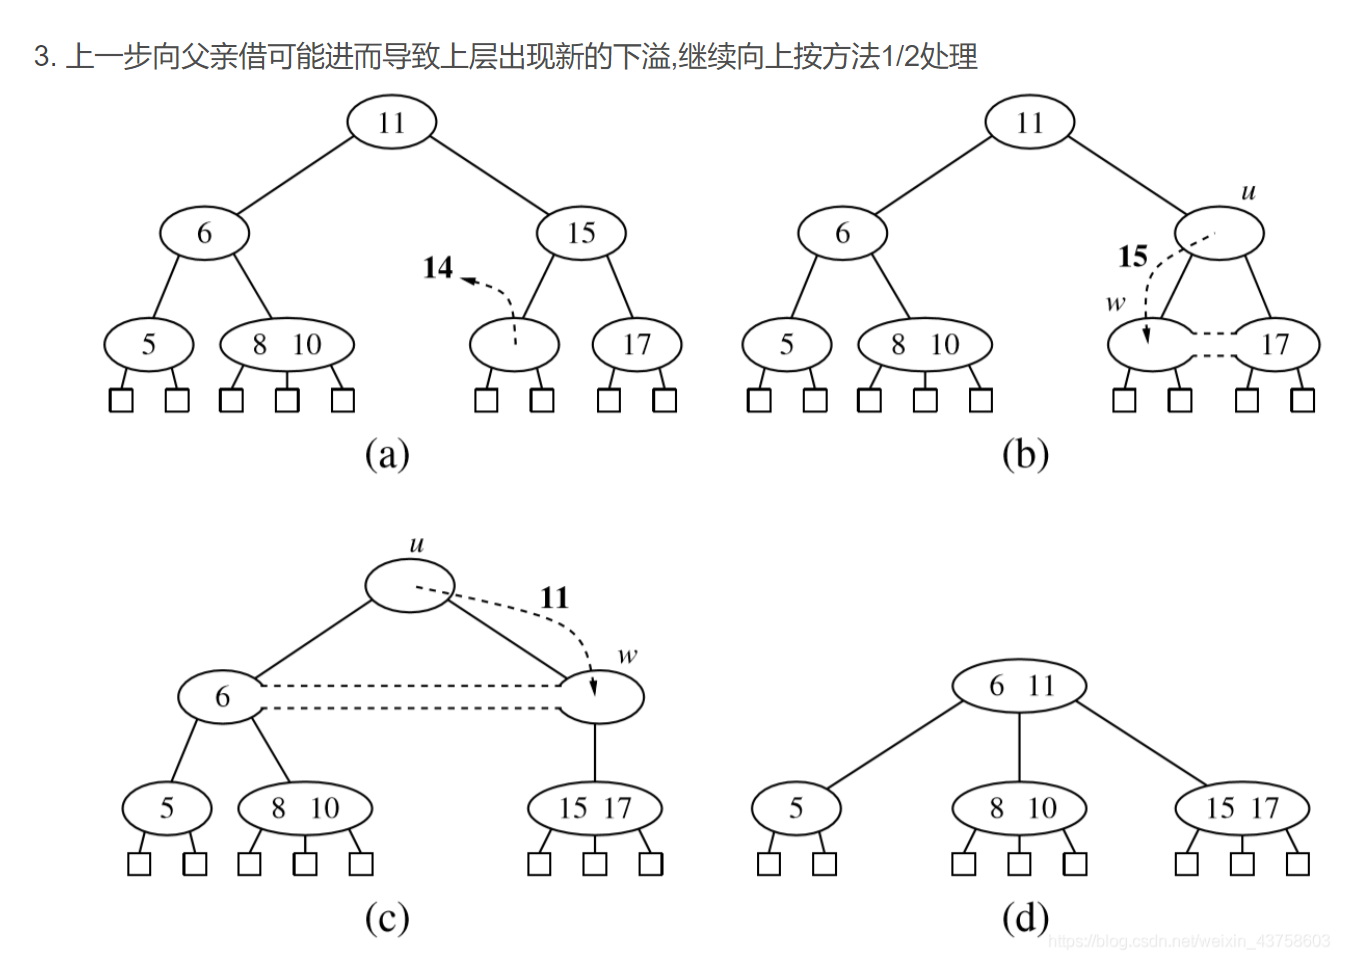 3. 上一步向父亲借可能进而导致上层出现新的下溢,继续向上按方法1/2处理
11
6
15
14
5
8 10
17
(a)
11
u
6
15
w
5
8 10
17
(b)
u
11
w
6
5
8 10
15 17
(c)
6 11
5
8 10
15 17
(d)
https://blog.csdn.net/weixin_43758603